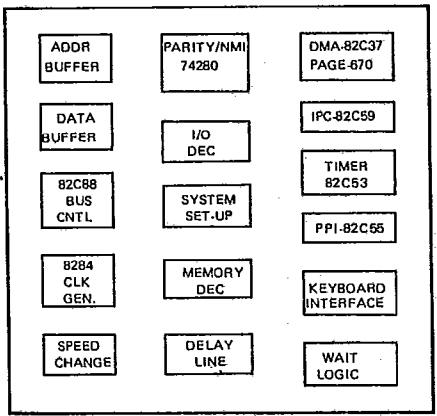 ADDR
BUFFER
PARITY/NMI
74280
DMA-82C37
PAGE-670
DATA
BUFFER
I/O
DEC
IPC-82C59
TIMER
82C53
82C88
BUS
CNTL
SYSTEM
SET-UP
PPI-82C55
8284
CLK
GEN.
MEMORY
DEC
KEYBOARD
INTERFACE
SPEED
CHANGE
DELAY
LINE
WAIT
LOGIC